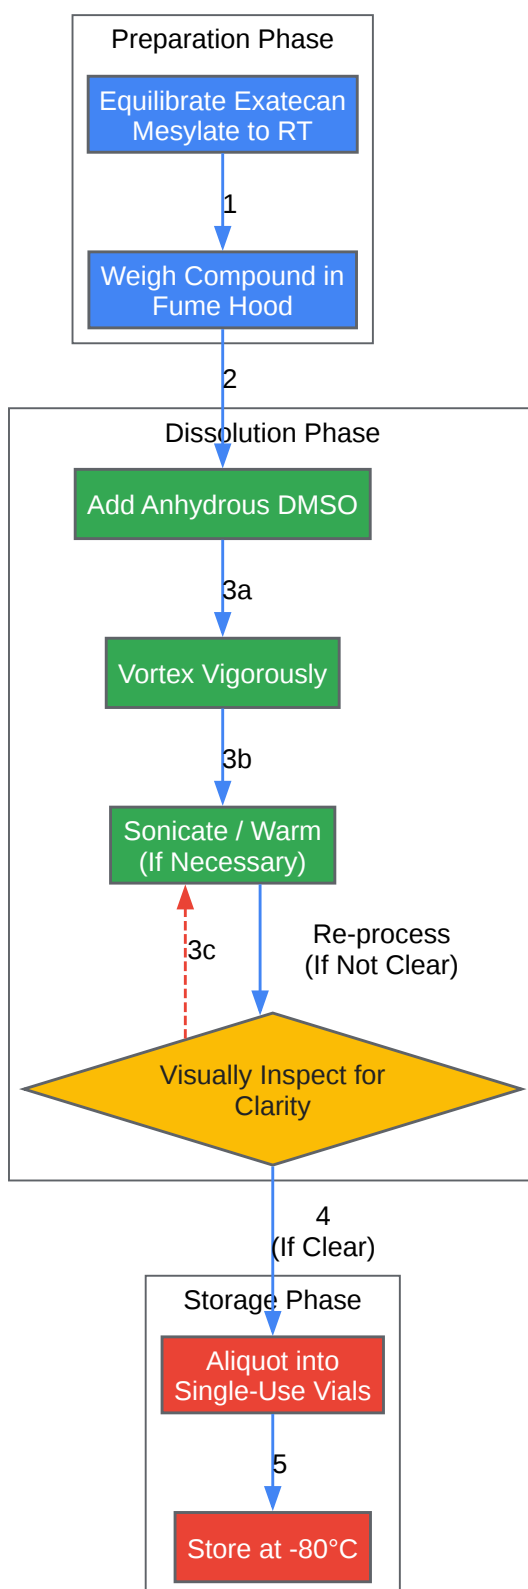 Preparation Phase
Equilibrate Exatecan
Mesylate to RT
1
Weigh Compound in
Fume Hood
2
Dissolution Phase
Add Anhydrous DMSO
3a
Vortex Vigorously
3b
Sonicate / Warm
(If Necessary)
3c
Re-process
(If Not Clear)
Visually Inspect for
Clarity
4
(If Clear)
Storage Phase
Aliquot into
Single-Use Vials
5
Store at -80°C